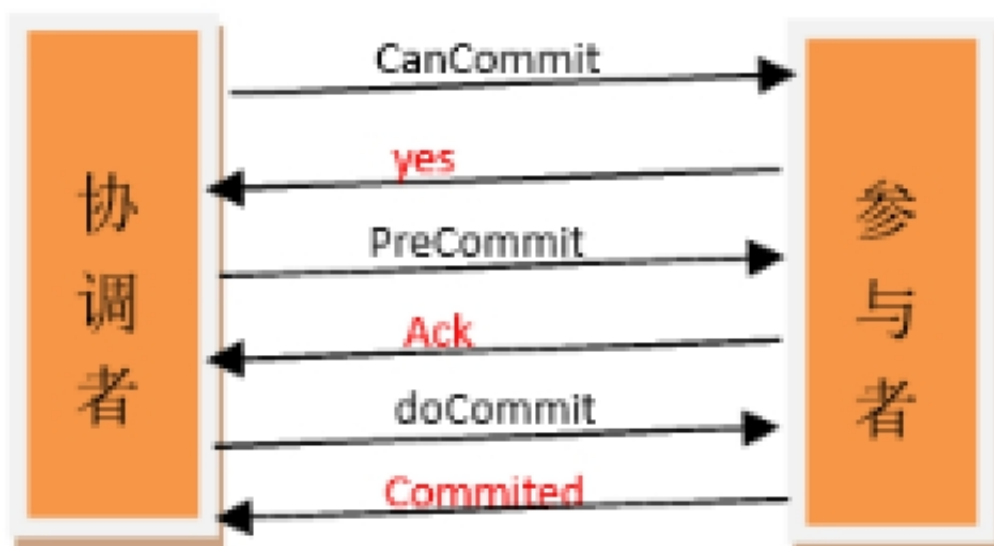 协调者
CanCommit
yes
PreCommit
Ack
doCommit
Commited
参与者